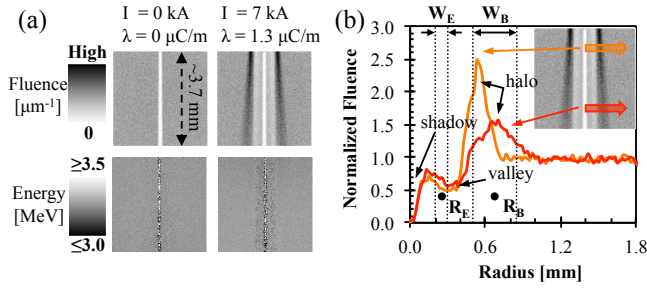 (a)
I = 0 kA
λ = 0 μC/m
I = 7 kA
λ = 1.3 μC/m
High
Fluence
[μm⁻¹]
0
~3.7 mm
≥3.5
Energy
[MeV]
≤3.0
(b)
W_E
W_B
Normalized Fluence
3.0
2.5
2.0
1.5
1.0
0.5
0.0
halo
shadow
valley
R_E
R_B
0.0
0.6
1.2
1.8
Radius [mm]